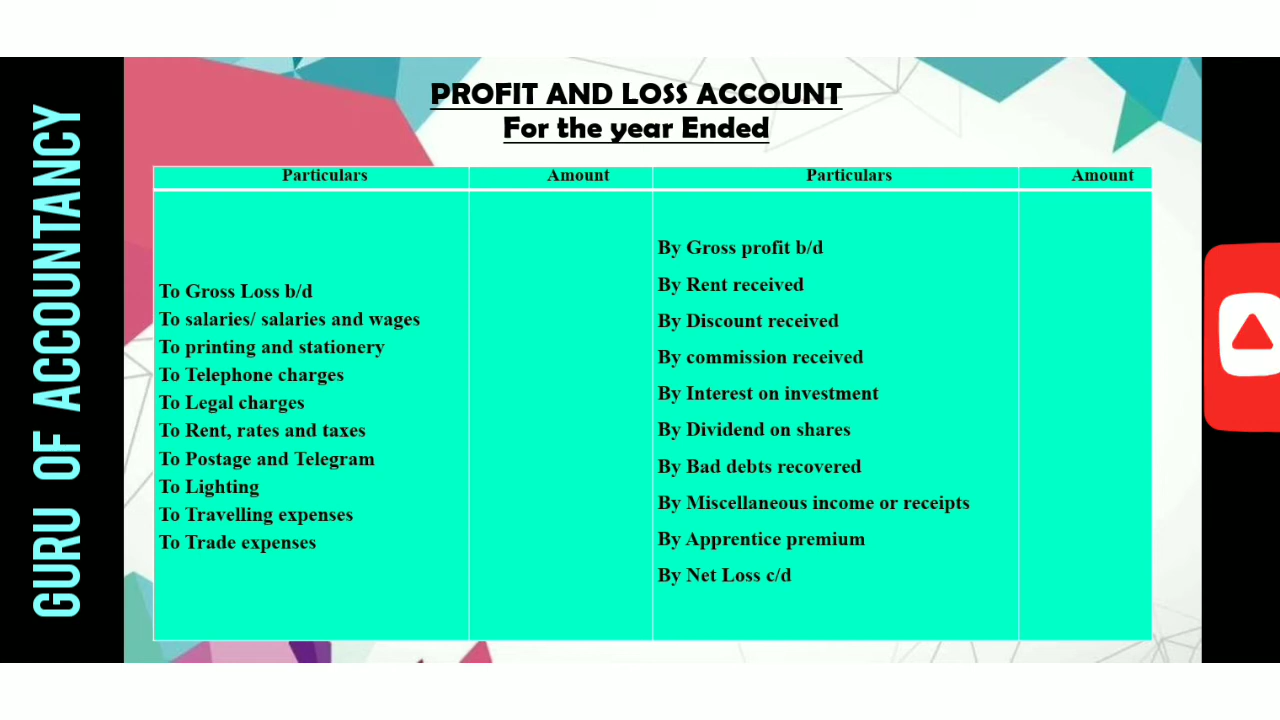 GURU OF ACCOUNTANCY
PROFIT AND LOSS ACCOUNT
For the year Ended
Particulars Amount Particulars Amount
To Gross Loss b/d
To salaries/ salaries and wages
To printing and stationery
To Telephone charges
To Legal charges
To Rent, rates and taxes
To Postage and Telegram
To Lighting
To Travelling expenses
To Trade expenses
By Gross profit b/d
By Rent received
By Discount received
By commission received
By Interest on investment
By Dividend on shares
By Bad debts recovered
By Miscellaneous income or receipts
By Apprentice premium
By Net Loss c/d